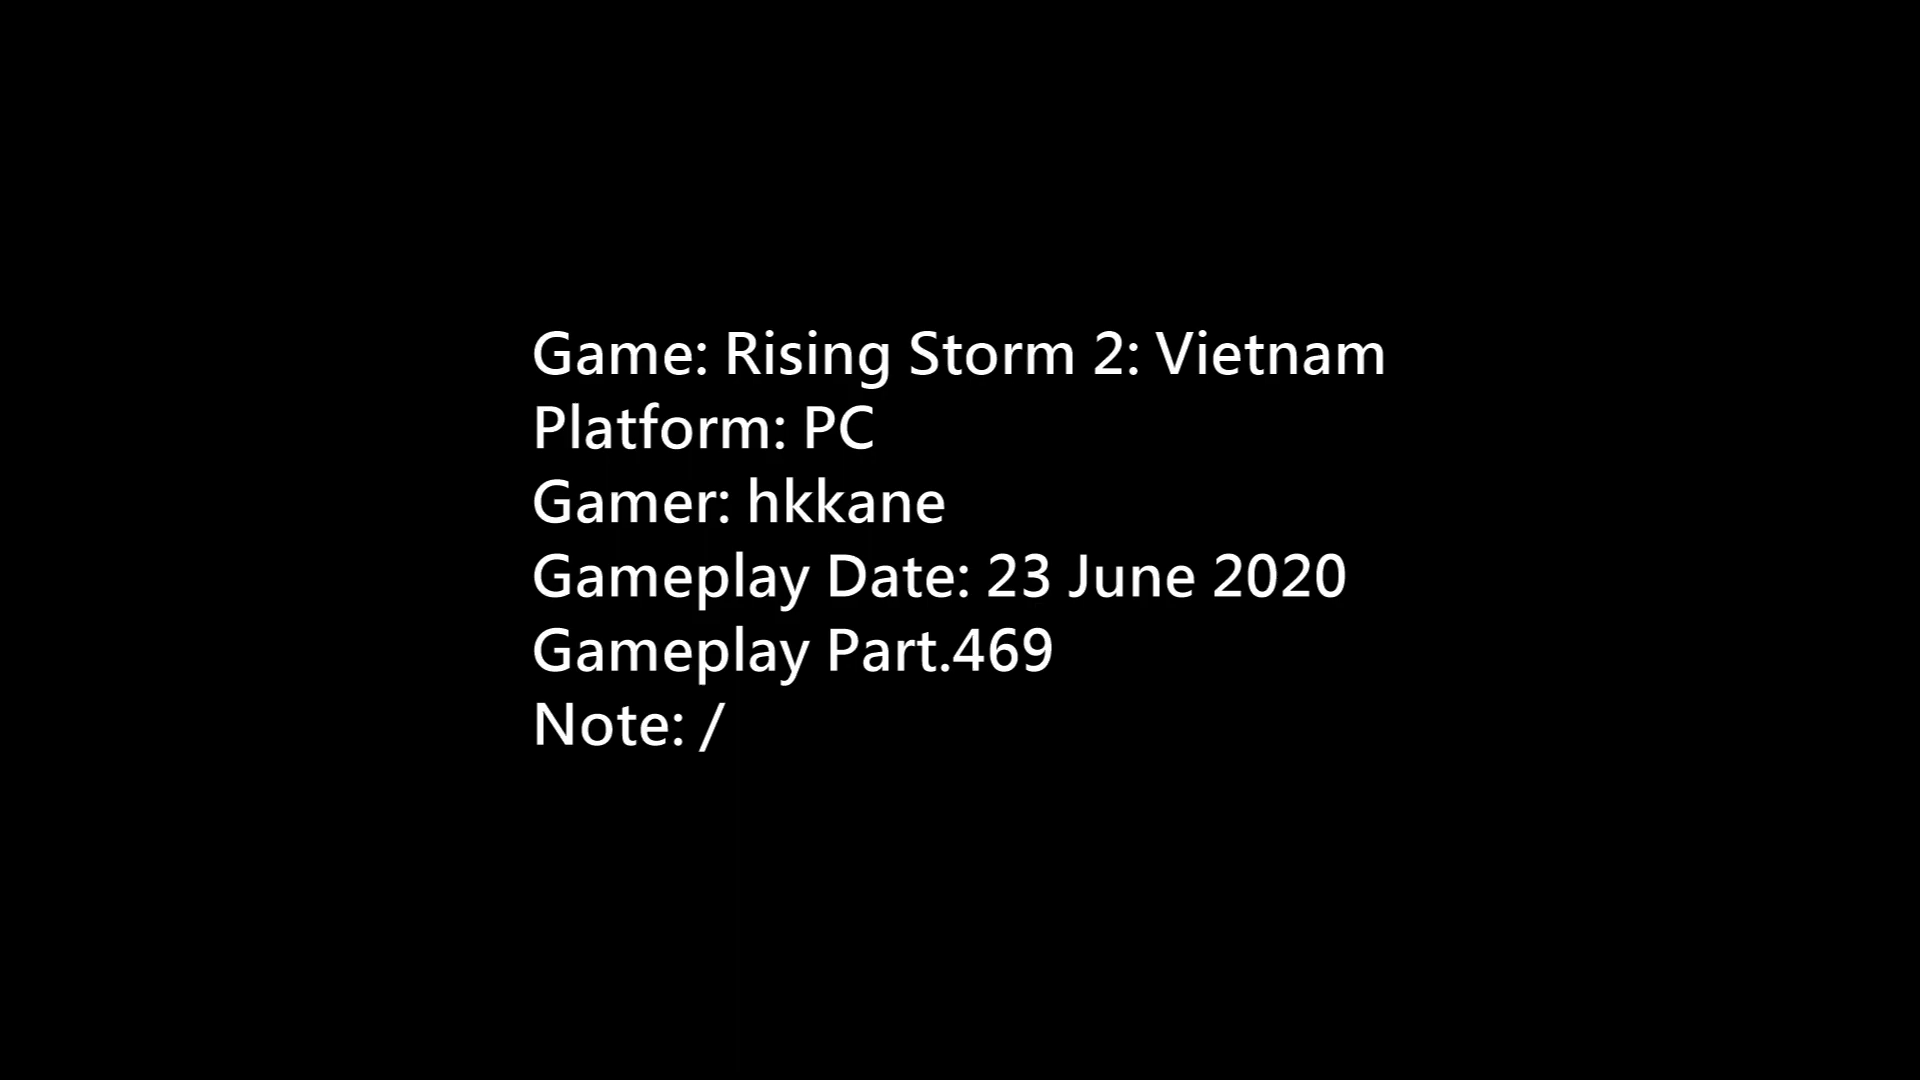 Game: Rising Storm 2: Vietnam
Platform: PC
Gamer: hkkane
Gameplay Date: 23 June 2020
Gameplay Part.469
Note: /